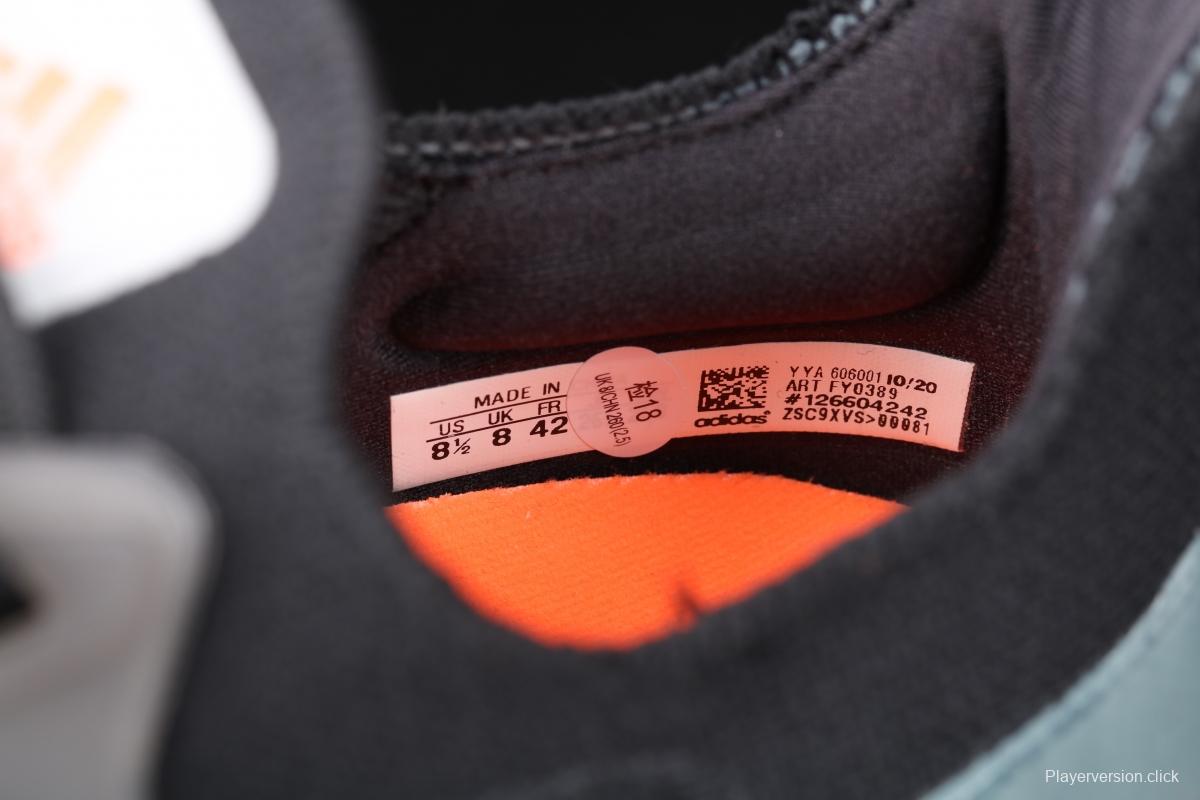 MADE IN
US UK FR
8½ 8 42
检18
UK 8/CHN 260(2.5)
adidas
YYA 606001 10/20
ART FY0389
#126604242
ZSC9XVS>00081
Playerversion.click